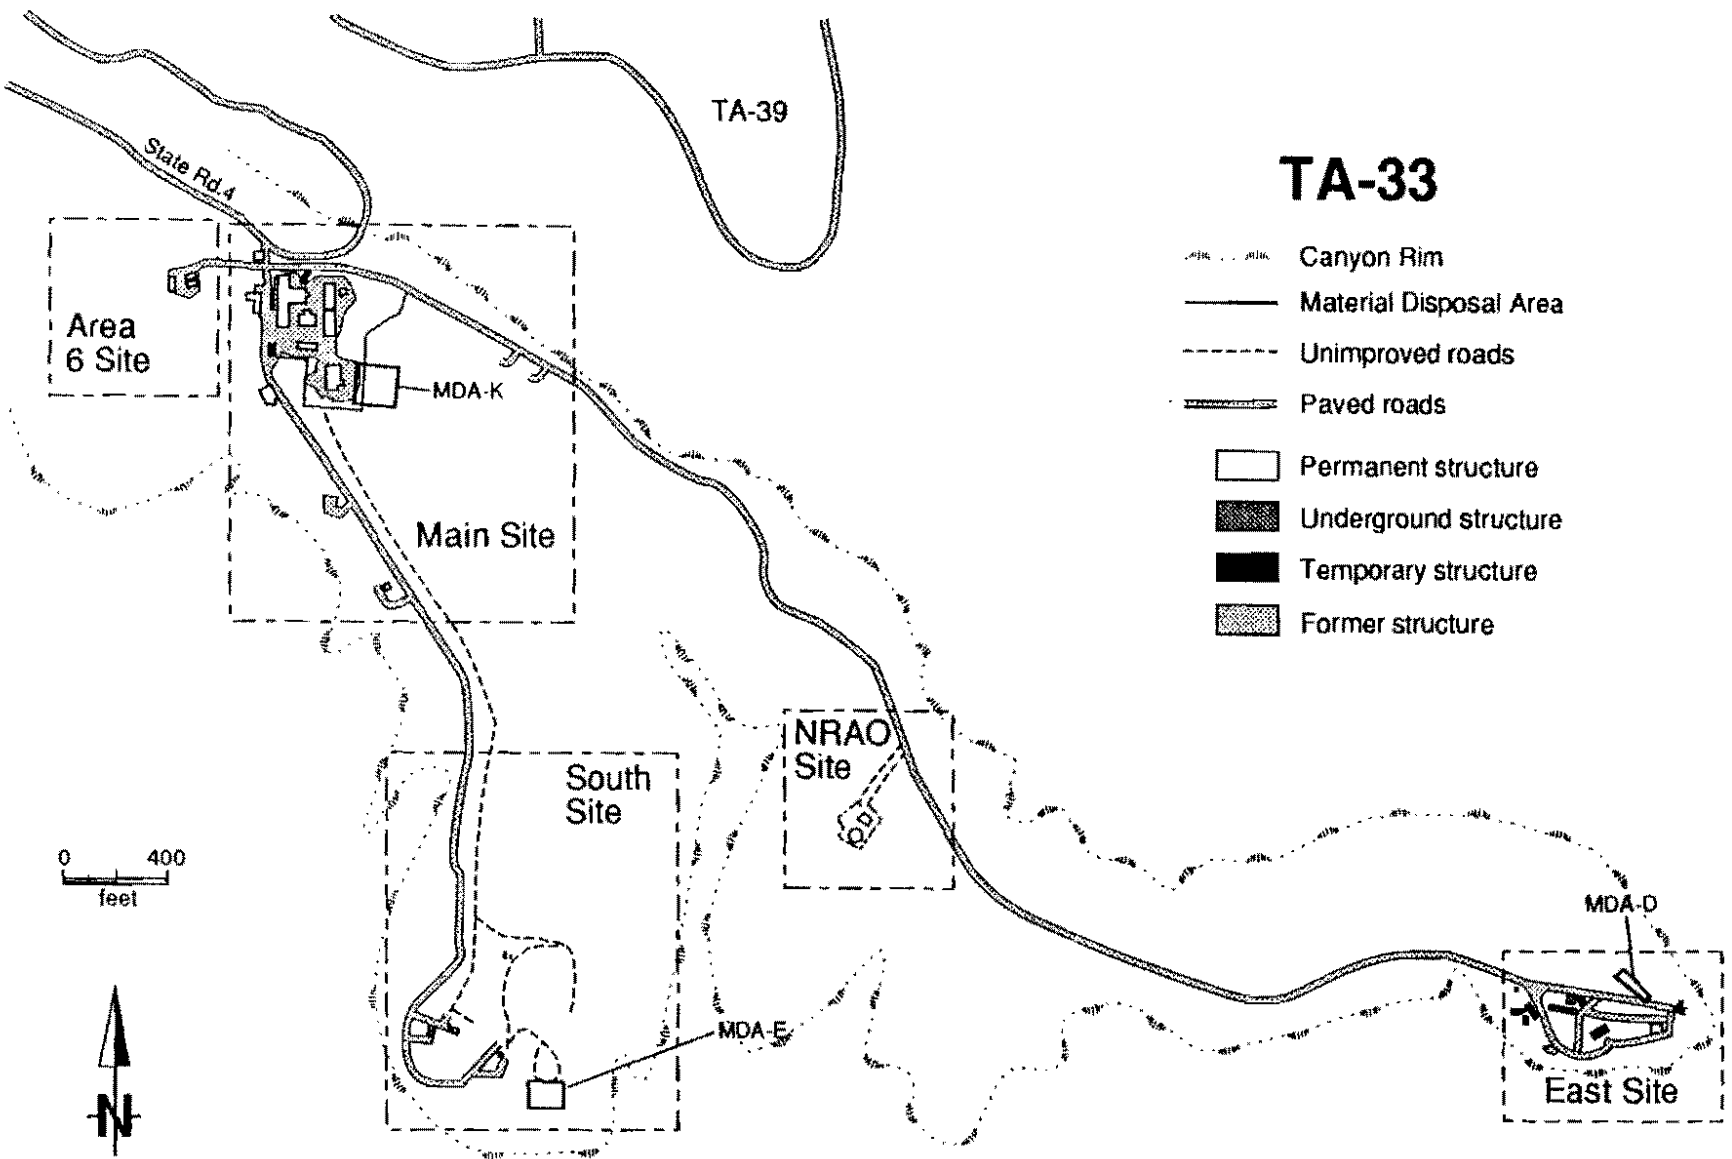 TA-39
State Rd.4
TA-33
Canyon Rim
Material Disposal Area
Unimproved roads
Paved roads
Permanent structure
Underground structure
Temporary structure
Former structure
Area
6 Site
MDA-K
Main Site
NRAO
Site
South
Site
0 400
feet
MDA-D
MDA-E
East Site
N